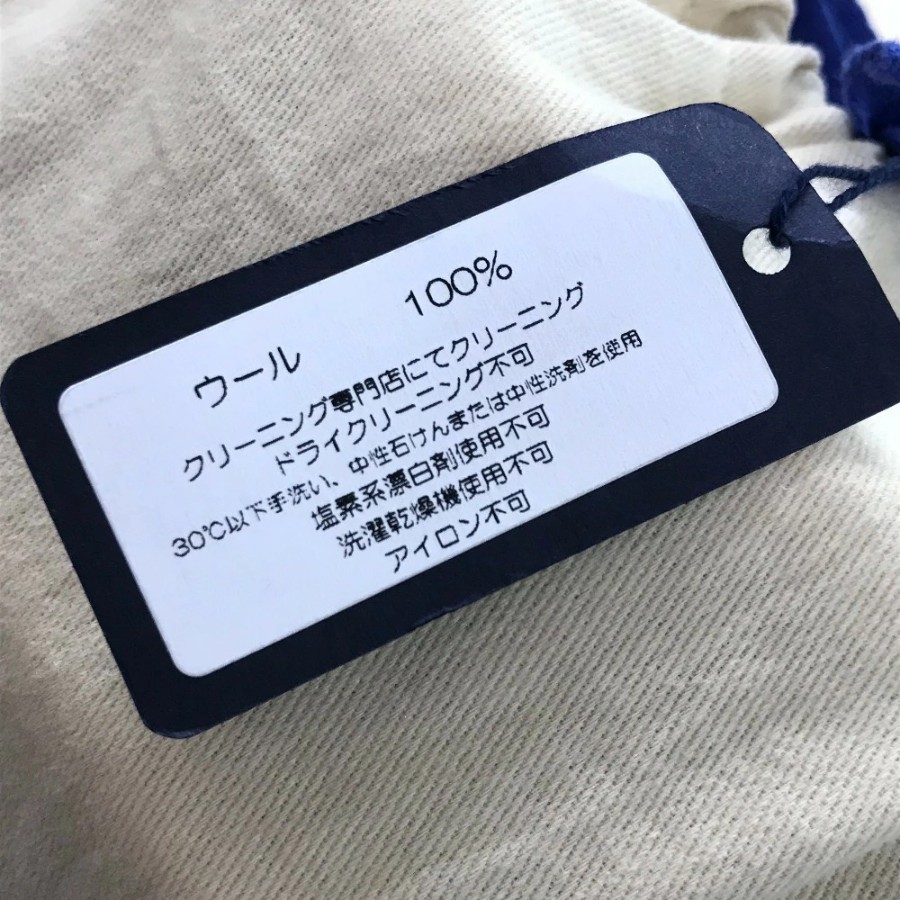 ウール 100%
クリーニング専門店にてクリーニング
ドライクリーニング不可
30℃以下手洗い、中性石けんまたは中性洗剤を使用
塩素系漂白剤使用不可
洗濯乾燥機使用不可
アイロン不可